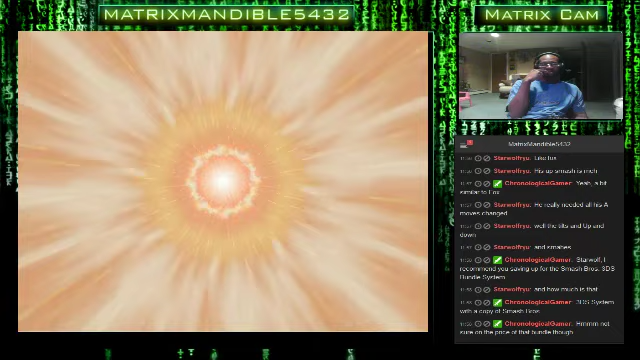 MATRIXMANDIBLE5432
MATRIX CAM
MatrixMandible5432
Starwolfryu: Like lux
Starwolfryu: His up smash is mch
ChronologicalGamer: Yeah, a bit
similar to Fox
Starwolfryu: He really needed all his A
moves changed
Starwolfryu: well the tilts and Up and
down
Starwolfryu: and smahes
ChronologicalGamer: Starwolf, I
recommend you saving up for the Smash Bros. 3DS
Bundle System
Starwolfryu: and how much is that
ChronologicalGamer: 3DS System
with a copy of Smash Bros
ChronologicalGamer: Hmmm not
sure on the price of that bundle though